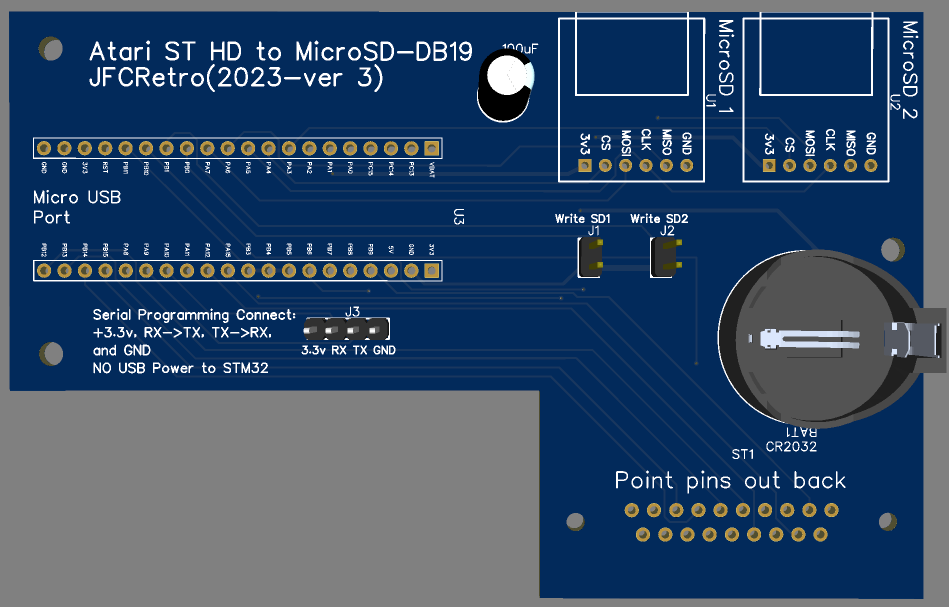 Atari ST HD to MicroSD-DB19
JFCRetro(2023-ver 3)
100uF
MicroSD 1
U1
MicroSD 2
U2
3v3 CS MOSI CLK MISO GND
3v3 CS MOSI CLK MISO GND
GND GND 3V3 RST PB11 PB10 PB1 PB0 PA7 PA6 PA5 PA4 PA3 PA2 PA1 PA0 PC15 PC14 PC13 VBAT
Micro USB
Port
U3
Write SD1
J1
Write SD2
J2
PB12 PB13 PB14 PB15 PA8 PA9 PA10 PA11 PA12 PA15 PB3 PB4 PB5 PB6 PB7 PB8 PB9 5V GND 3V3
Serial Programming Connect:
+3.3v, RX->TX, TX->RX,
and GND
NO USB Power to STM32
J3
3.3v RX TX GND
BAT1
CR2032
ST1
Point pins out back